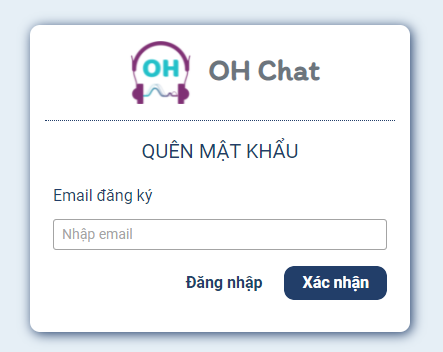 OH
OH Chat
QUÊN MẬT KHẨU
Email đăng ký
Nhập email
Đăng nhập
Xác nhận